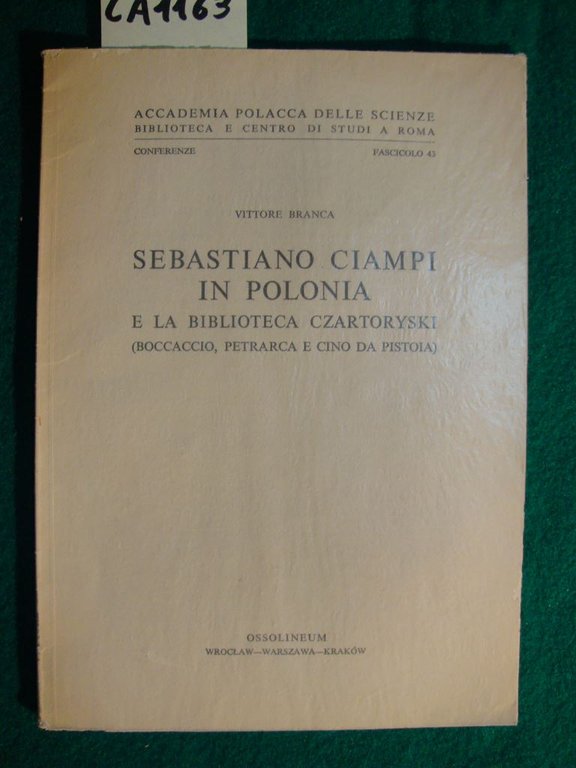 CA1163
ACCADEMIA POLACCA DELLE SCIENZE
BIBLIOTECA E CENTRO DI STUDI A ROMA
CONFERENZE FASCICOLO 43
VITTORE BRANCA
SEBASTIANO CIAMPI
IN POLONIA
E LA BIBLIOTECA CZARTORYSKI
(BOCCACCIO, PETRARCA E CINO DA PISTOIA)
OSSOLINEUM
WROCŁAW—WARSZAWA—KRAKÓW